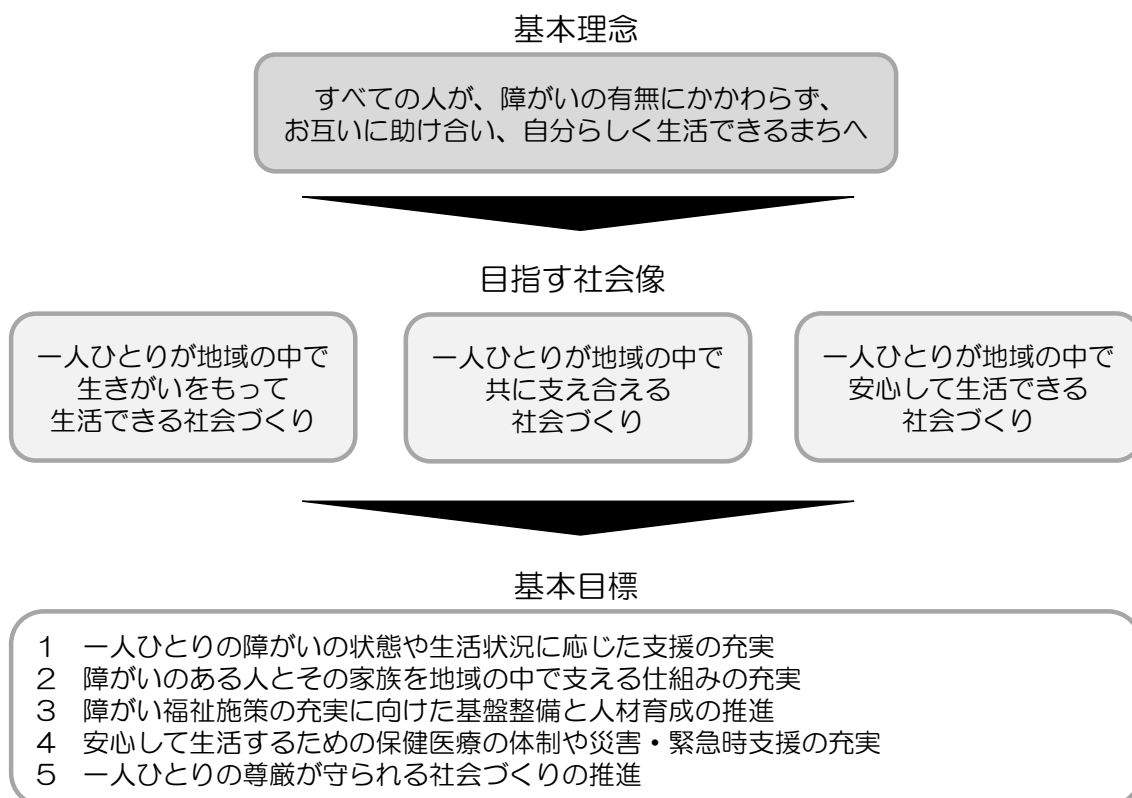 基本理念
すべての人が、障がいの有無にかかわらず、
お互いに助け合い、自分らしく生活できるまちへ
目指す社会像
一人ひとりが地域の中で
生きがいをもって
生活できる社会づくり
一人ひとりが地域の中で
共に支え合える
社会づくり
一人ひとりが地域の中で
安心して生活できる
社会づくり
基本目標
1　一人ひとりの障がいの状態や生活状況に応じた支援の充実
2　障がいのある人とその家族を地域の中で支える仕組みの充実
3　障がい福祉施策の充実に向けた基盤整備と人材育成の推進
4　安心して生活するための保健医療の体制や災害・緊急時支援の充実
5　一人ひとりの尊厳が守られる社会づくりの推進